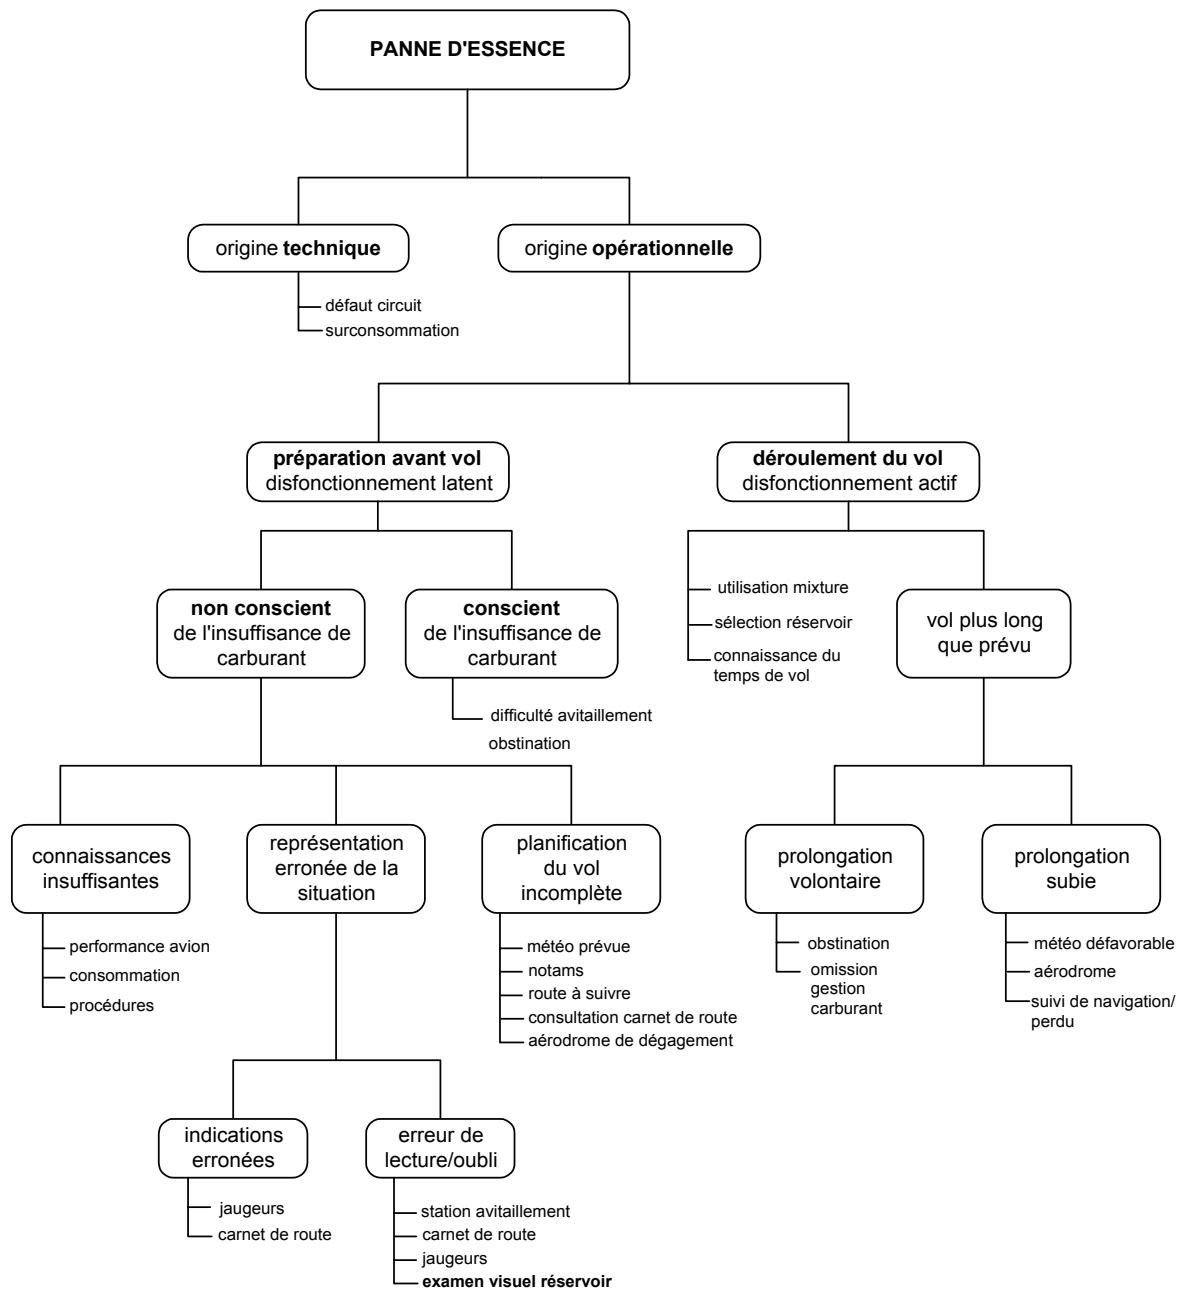 PANNE D'ESSENCE
origine technique
origine opérationnelle
défaut circuit
surconsommation
préparation avant vol
disfonctionnement latent
déroulement du vol
disfonctionnement actif
non conscient
de l'insuffisance de
carburant
conscient
de l'insuffisance de
carburant
utilisation mixture
sélection réservoir
connaissance du
temps de vol
vol plus long
que prévu
difficulté avitaillement
obstination
connaissances
insuffisantes
représentation
erronée de la
situation
planification
du vol
incomplète
prolongation
volontaire
prolongation
subie
performance avion
consommation
procédures
météo prévue
notams
route à suivre
consultation carnet de route
aérodrome de dégagement
obstination
omission
gestion
carburant
météo défavorable
aérodrome
suivi de navigation/
perdu
indications
erronées
erreur de
lecture/oubli
jaugeurs
carnet de route
station avitaillement
carnet de route
jaugeurs
examen visuel réservoir